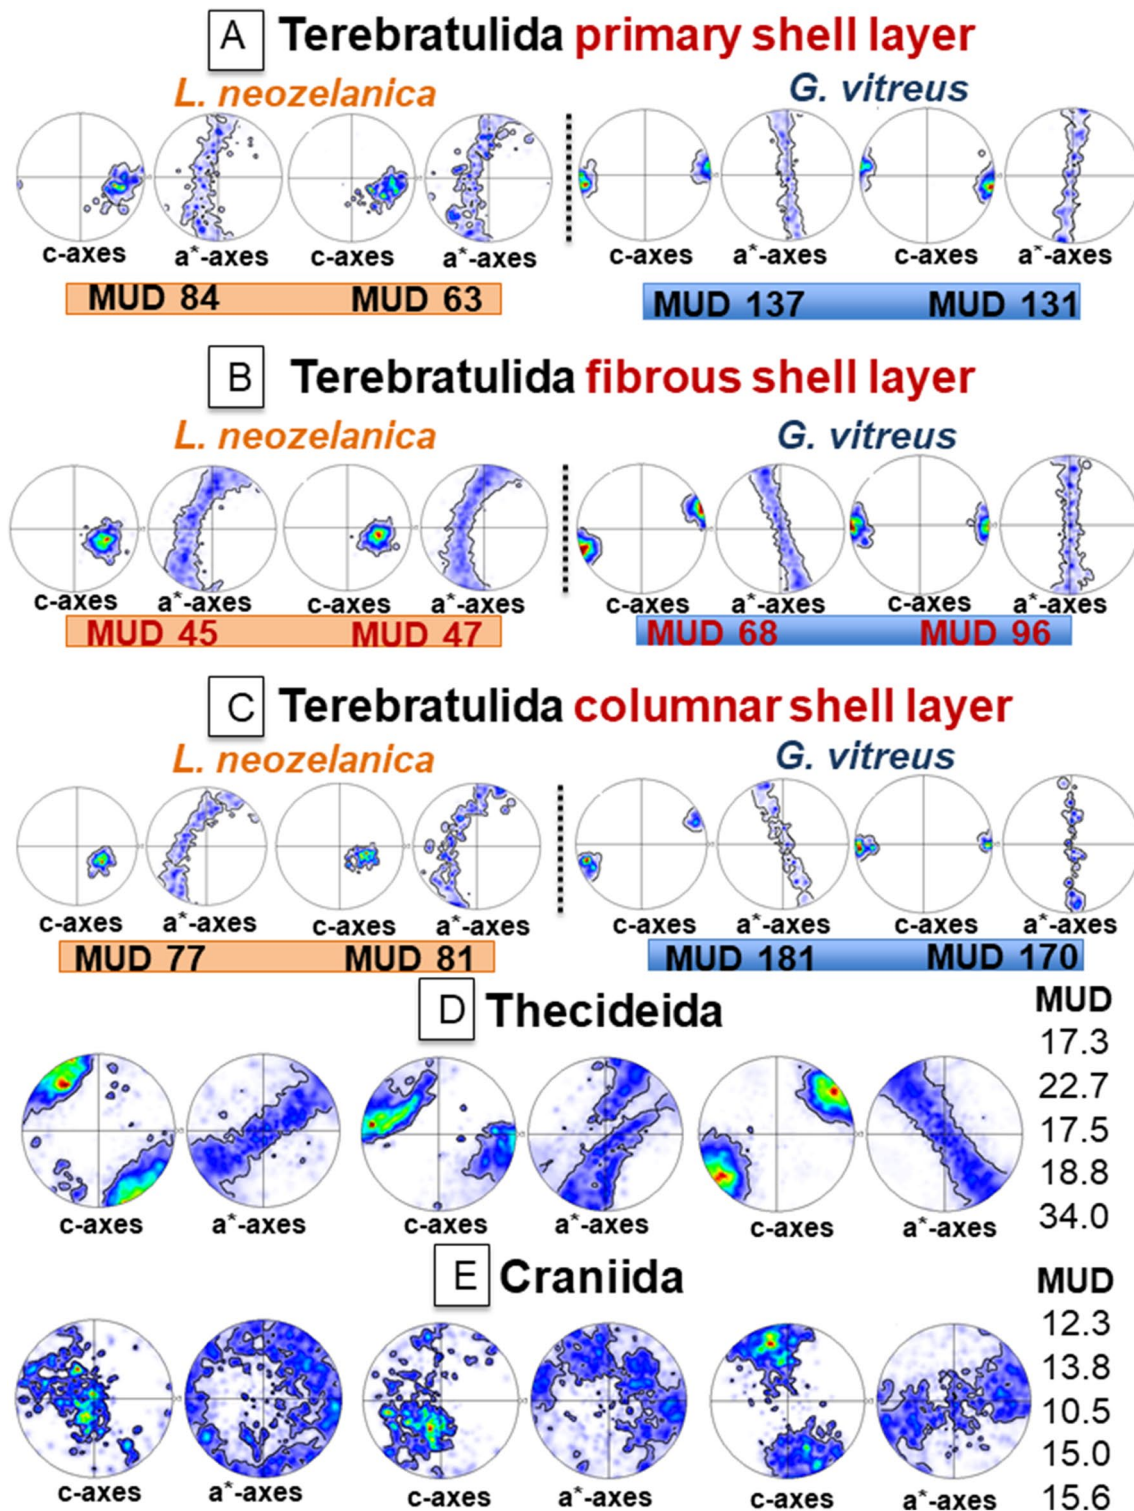 A Terebratulida primary shell layer
L. neozelanica G. vitreus
c-axes a*-axes c-axes a*-axes c-axes a*-axes c-axes a*-axes
MUD 84 MUD 63 MUD 137 MUD 131
B Terebratulida fibrous shell layer
L. neozelanica G. vitreus
c-axes a*-axes c-axes a*-axes c-axes a*-axes c-axes a*-axes
MUD 45 MUD 47 MUD 68 MUD 96
C Terebratulida columnar shell layer
L. neozelanica G. vitreus
c-axes a*-axes c-axes a*-axes c-axes a*-axes c-axes a*-axes
MUD 77 MUD 81 MUD 181 MUD 170
D Thecideida
MUD
17.3
22.7
17.5
18.8
34.0
c-axes a*-axes c-axes a*-axes c-axes a*-axes
E Craniida
MUD
12.3
13.8
10.5
15.0
15.6
c-axes a*-axes c-axes a*-axes c-axes a*-axes